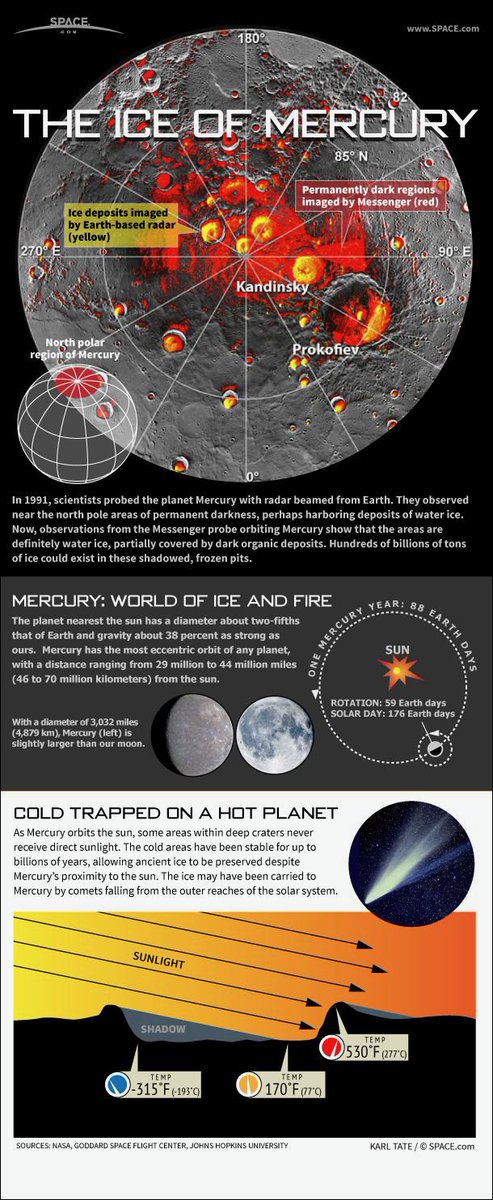 SPACE
.COM
www.SPACE.com
180°
THE ICE OF MERCURY
82
85° N
Permanently dark regions
imaged by Messenger (red)
Ice deposits imaged
by Earth-based radar
(yellow)
270° E
90° E
Kandinsky
Prokofiev
North polar
region of Mercury
0°
In 1991, scientists probed the planet Mercury with radar beamed from Earth. They observed
near the north pole areas of permanent darkness, perhaps harboring deposits of water ice.
Now, observations from the Messenger probe orbiting Mercury show that the areas are
definitely water ice, partially covered by dark organic deposits. Hundreds of billions of tons
of ice could exist in these shadowed, frozen pits.
MERCURY: WORLD OF ICE AND FIRE
The planet nearest the sun has a diameter about two-fifths
that of Earth and gravity about 38 percent as strong as
ours. Mercury has the most eccentric orbit of any planet,
with a distance ranging from 29 million to 44 million miles
(46 to 70 million kilometers) from the sun.
ONE MERCURY YEAR: 88 EARTH DAYS
SUN
ROTATION: 59 Earth days
SOLAR DAY: 176 Earth days
With a diameter of 3,032 miles
(4,879 km), Mercury (left) is
slightly larger than our moon.
COLD TRAPPED ON A HOT PLANET
As Mercury orbits the sun, some areas within deep craters never
receive direct sunlight. The cold areas have been stable for up to
billions of years, allowing ancient ice to be preserved despite
Mercury's proximity to the sun. The ice may have been carried to
Mercury by comets falling from the outer reaches of the solar system.
SUNLIGHT
SHADOW
TEMP
530°F (277°C)
TEMP
-315°F (-193°C)
TEMP
170°F (77°C)
SOURCES: NASA, GODDARD SPACE FLIGHT CENTER, JOHNS HOPKINS UNIVERSITY
KARL TATE / © SPACE.com